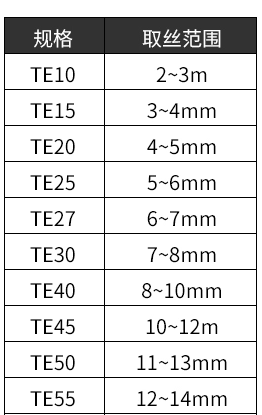 规格 取丝范围
TE10 2~3m
TE15 3~4mm
TE20 4~5mm
TE25 5~6mm
TE27 6~7mm
TE30 7~8mm
TE40 8~10mm
TE45 10~12m
TE50 11~13mm
TE55 12~14mm